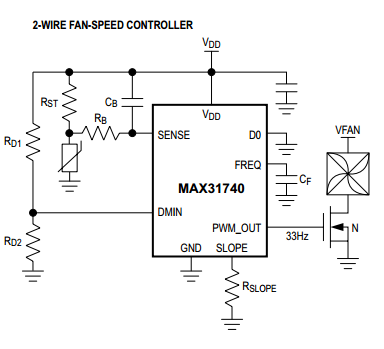 2-WIRE FAN-SPEED CONTROLLER
VDD
RST
CB
RB
RD1
VDD
SENSE
D0
VFAN
FREQ
MAX31740
CF
DMIN
PWM_OUT
N
33Hz
RD2
GND SLOPE
RSLOPE